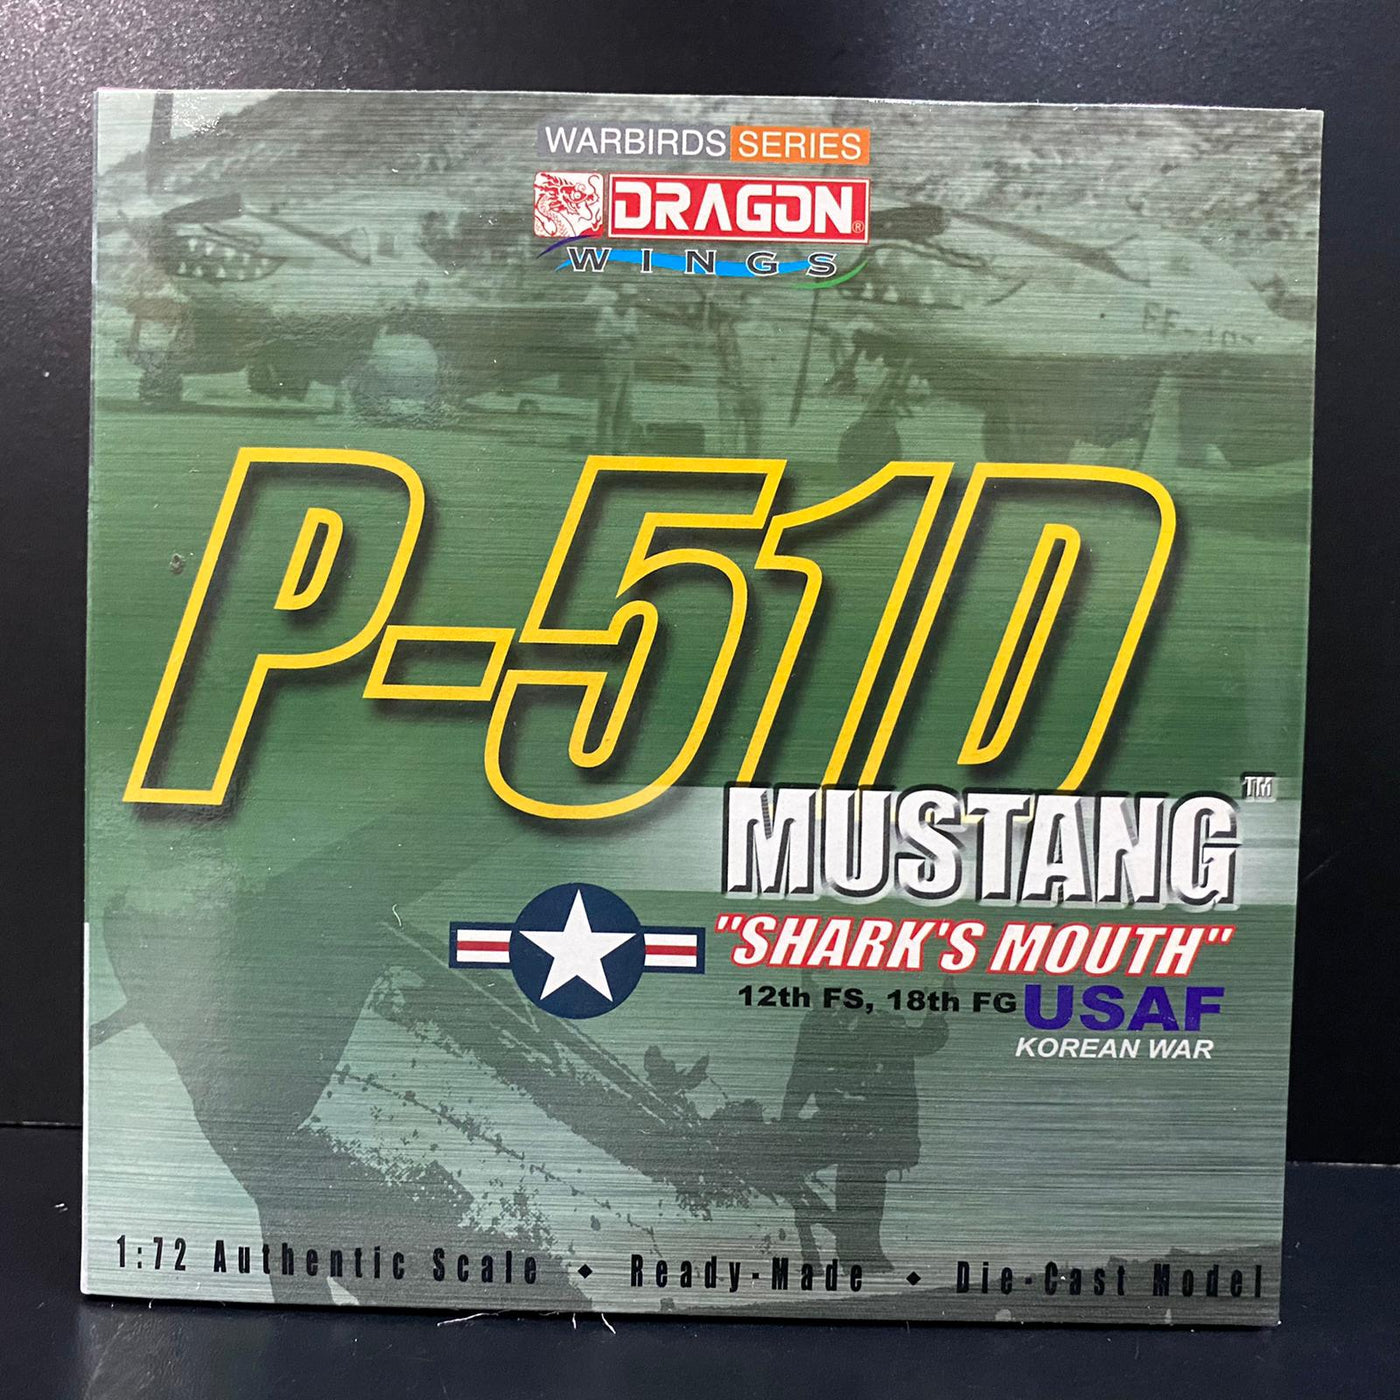 WARBIRDS SERIES
DRAGON®
WINGS
P-51D
MUSTANG™
"SHARK'S MOUTH"
12th FS, 18th FG USAF
KOREAN WAR
1:72 Authentic Scale ◆ Ready-Made ◆ Die-Cast Model